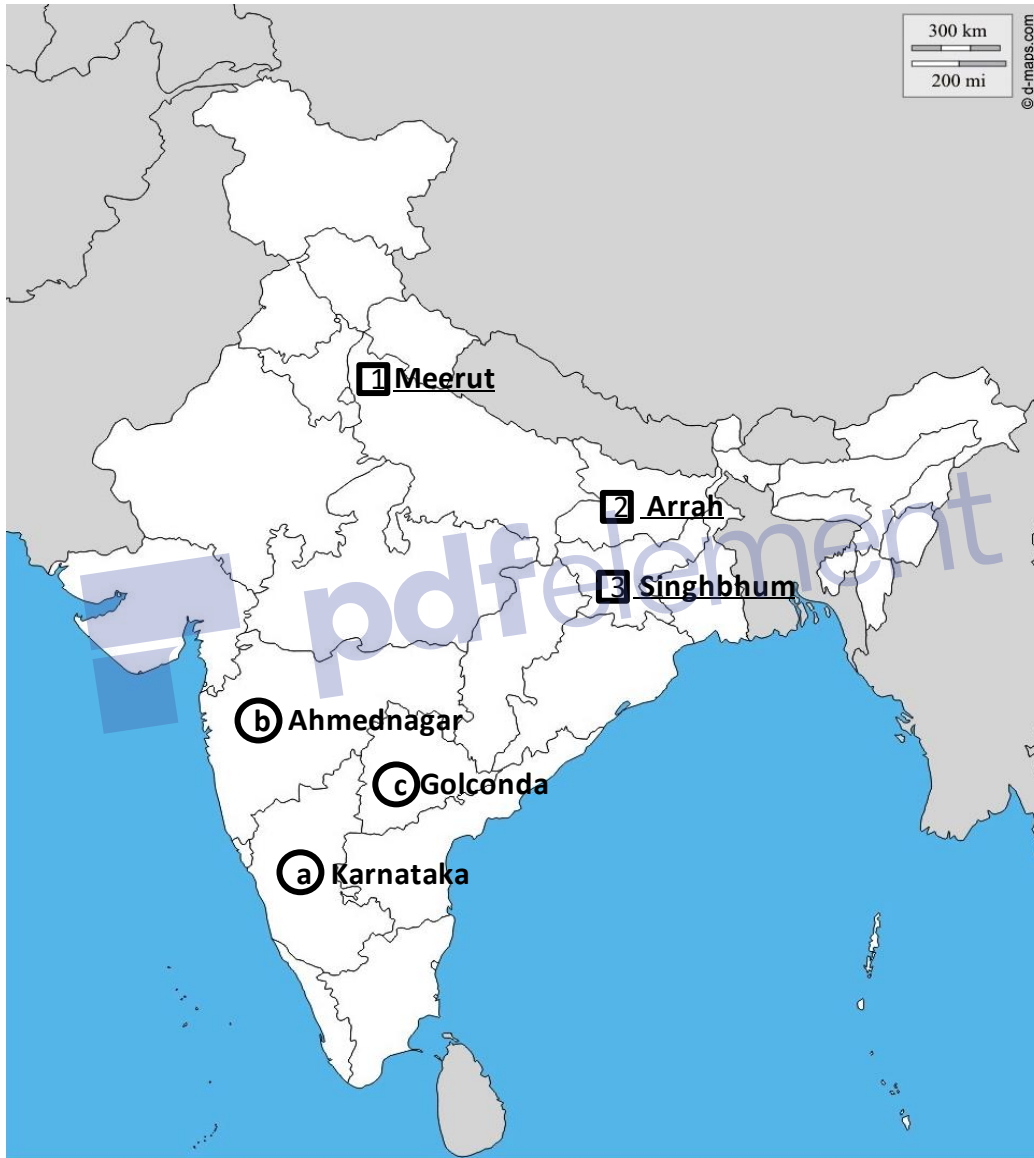 300 km
200 mi
© d-maps.com
1 Meerut
2 Arrah
pdfelement
3 Singhbhum
b Ahmednagar
c Golconda
a Karnataka